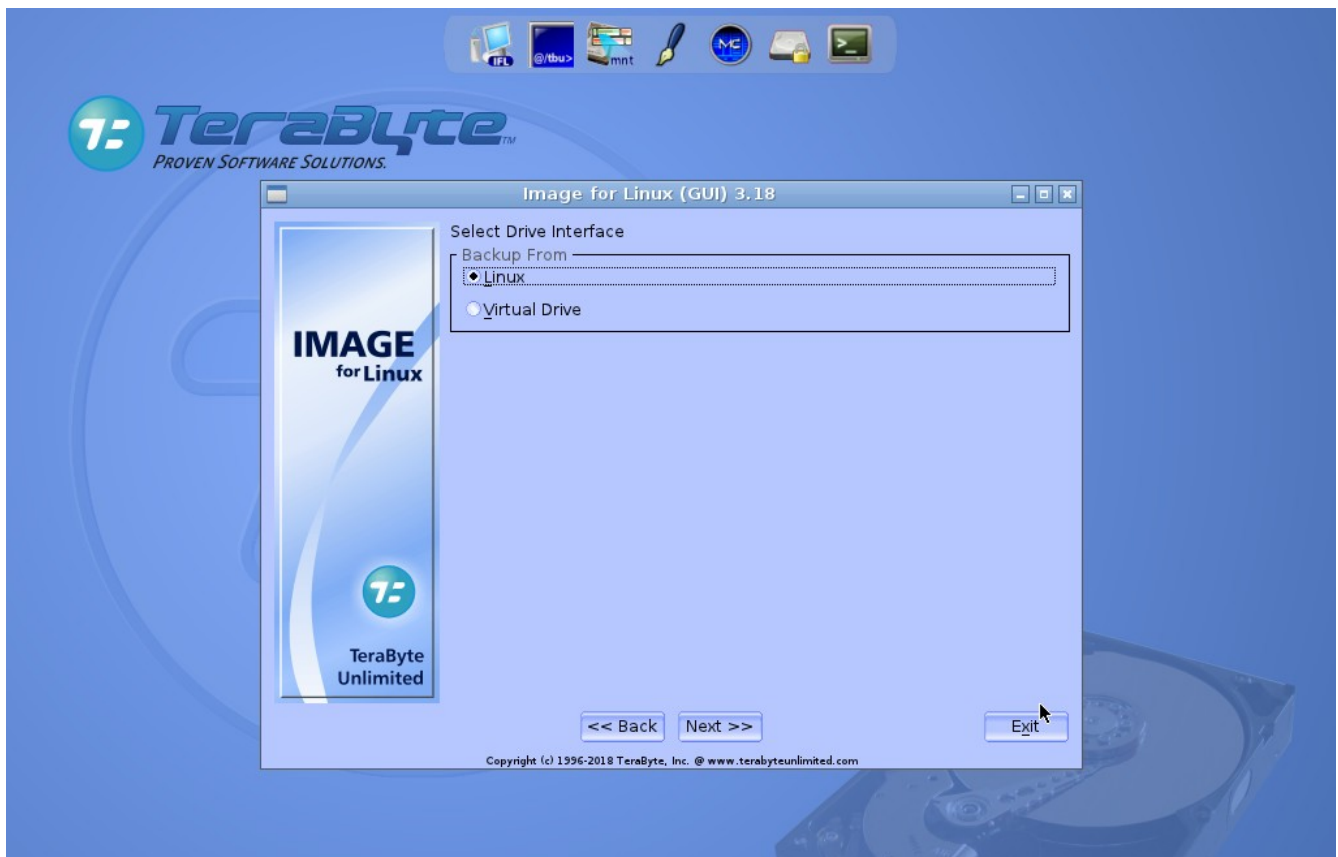 IFL
@/tbu>
mnt
MC
>_
TeraByte™
PROVEN SOFTWARE SOLUTIONS.
Image for Linux (GUI) 3.18
Select Drive Interface
Backup From
Linux
Virtual Drive
IMAGE
for Linux
TeraByte
Unlimited
<< Back
Next >>
Exit
Copyright (c) 1996-2018 TeraByte, Inc. @ www.terabyteunlimited.com